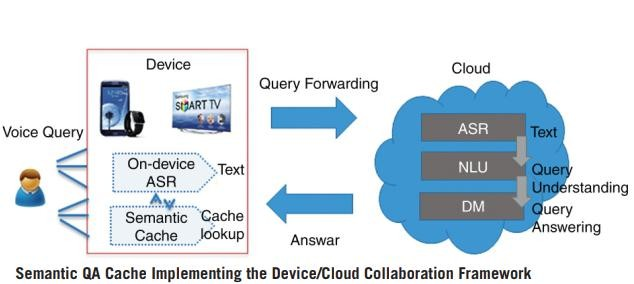 Device
Cloud
Query Forwarding
Voice Query
SMART TV
On-device
ASR
Text
Semantic
Cache
Cache
lookup
Answar
ASR
Text
NLU
Query
Understanding
DM
Query
Answering
Semantic QA Cache Implementing the Device/Cloud Collaboration Framework